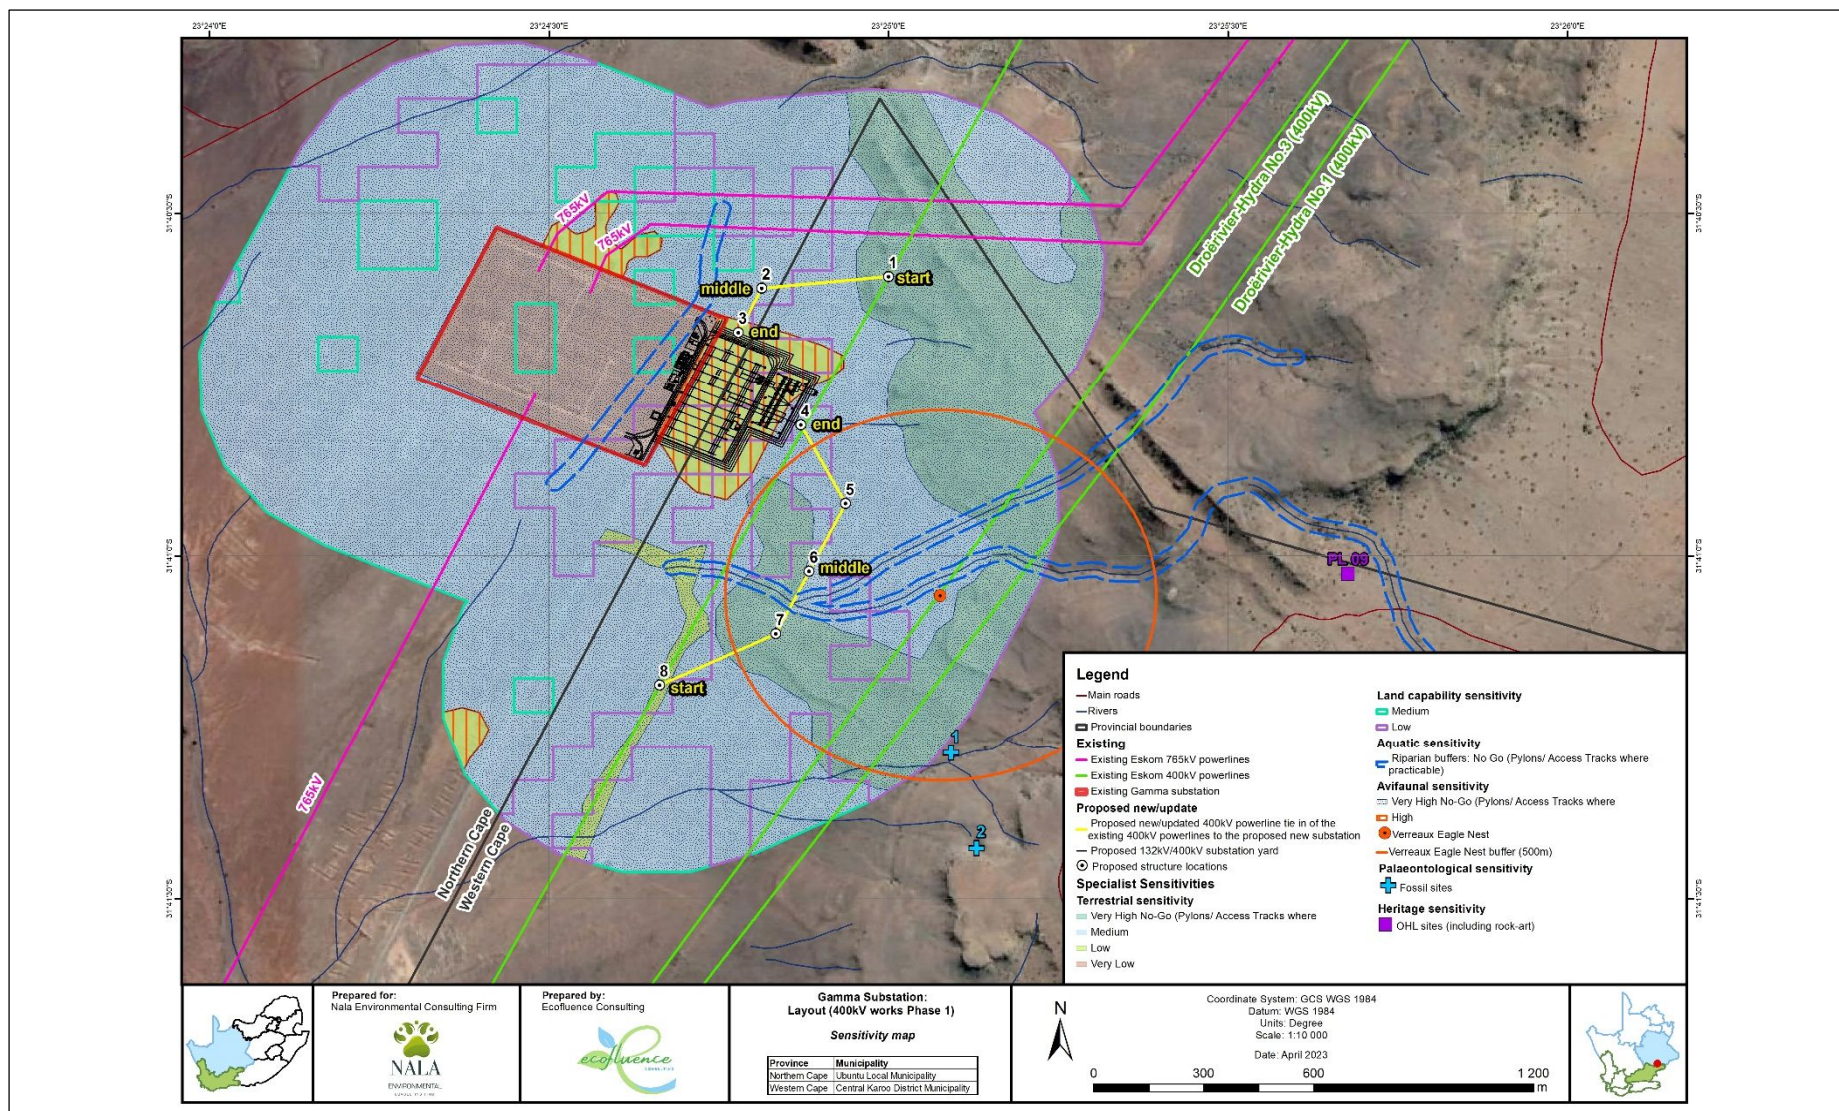 23°24'0"E
23°24'30"E
23°25'0"E
23°25'30"E
23°26'0"E
31°40'30"S
31°40'30"S
31°41'0"S
31°41'0"S
31°41'30"S
31°41'30"S
765kV
765kV
765kV
Droërivier-Hydra No.3 (400kV)
Droërivier-Hydra No.1 (400kV)
1
start
2
middle
3
end
4
end
5
6
middle
7
8
start
PL 09
1
2
Northern Cape
Western Cape
Legend
Main roads
Rivers
Provincial boundaries
Existing
Existing Eskom 765kV powerlines
Existing Eskom 400kV powerlines
Existing Gamma substation
Proposed new/update
Proposed new/updated 400kV powerline tie in of the
existing 400kV powerlines to the proposed new substation
Proposed 132kV/400kV substation yard
Proposed structure locations
Specialist Sensitivities
Terrestrial sensitivity
Very High No-Go (Pylons/ Access Tracks where
Medium
Low
Very Low
Land capability sensitivity
Medium
Low
Aquatic sensitivity
Riparian buffers: No Go (Pylons/ Access Tracks where
practicable)
Avifaunal sensitivity
Very High No-Go (Pylons/ Access Tracks where
High
Verreaux Eagle Nest
Verreaux Eagle Nest buffer (500m)
Palaeontological sensitivity
Fossil sites
Heritage sensitivity
OHL sites (including rock-art)
Prepared for:
Nala Environmental Consulting Firm
NALA
ENVIRONMENTAL
Prepared by:
Ecofluence Consulting
ecofluence
CONSULTING
Gamma Substation:
Layout (400kV works Phase 1)
Sensitivity map
Province Municipality
Northern Cape Ubuntu Local Municipality
Western Cape Central Karoo District Municipality
N
Coordinate System: GCS WGS 1984
Datum: WGS 1984
Units: Degree
Scale: 1:10 000
Date: April 2023
0 300 600 1 200
m